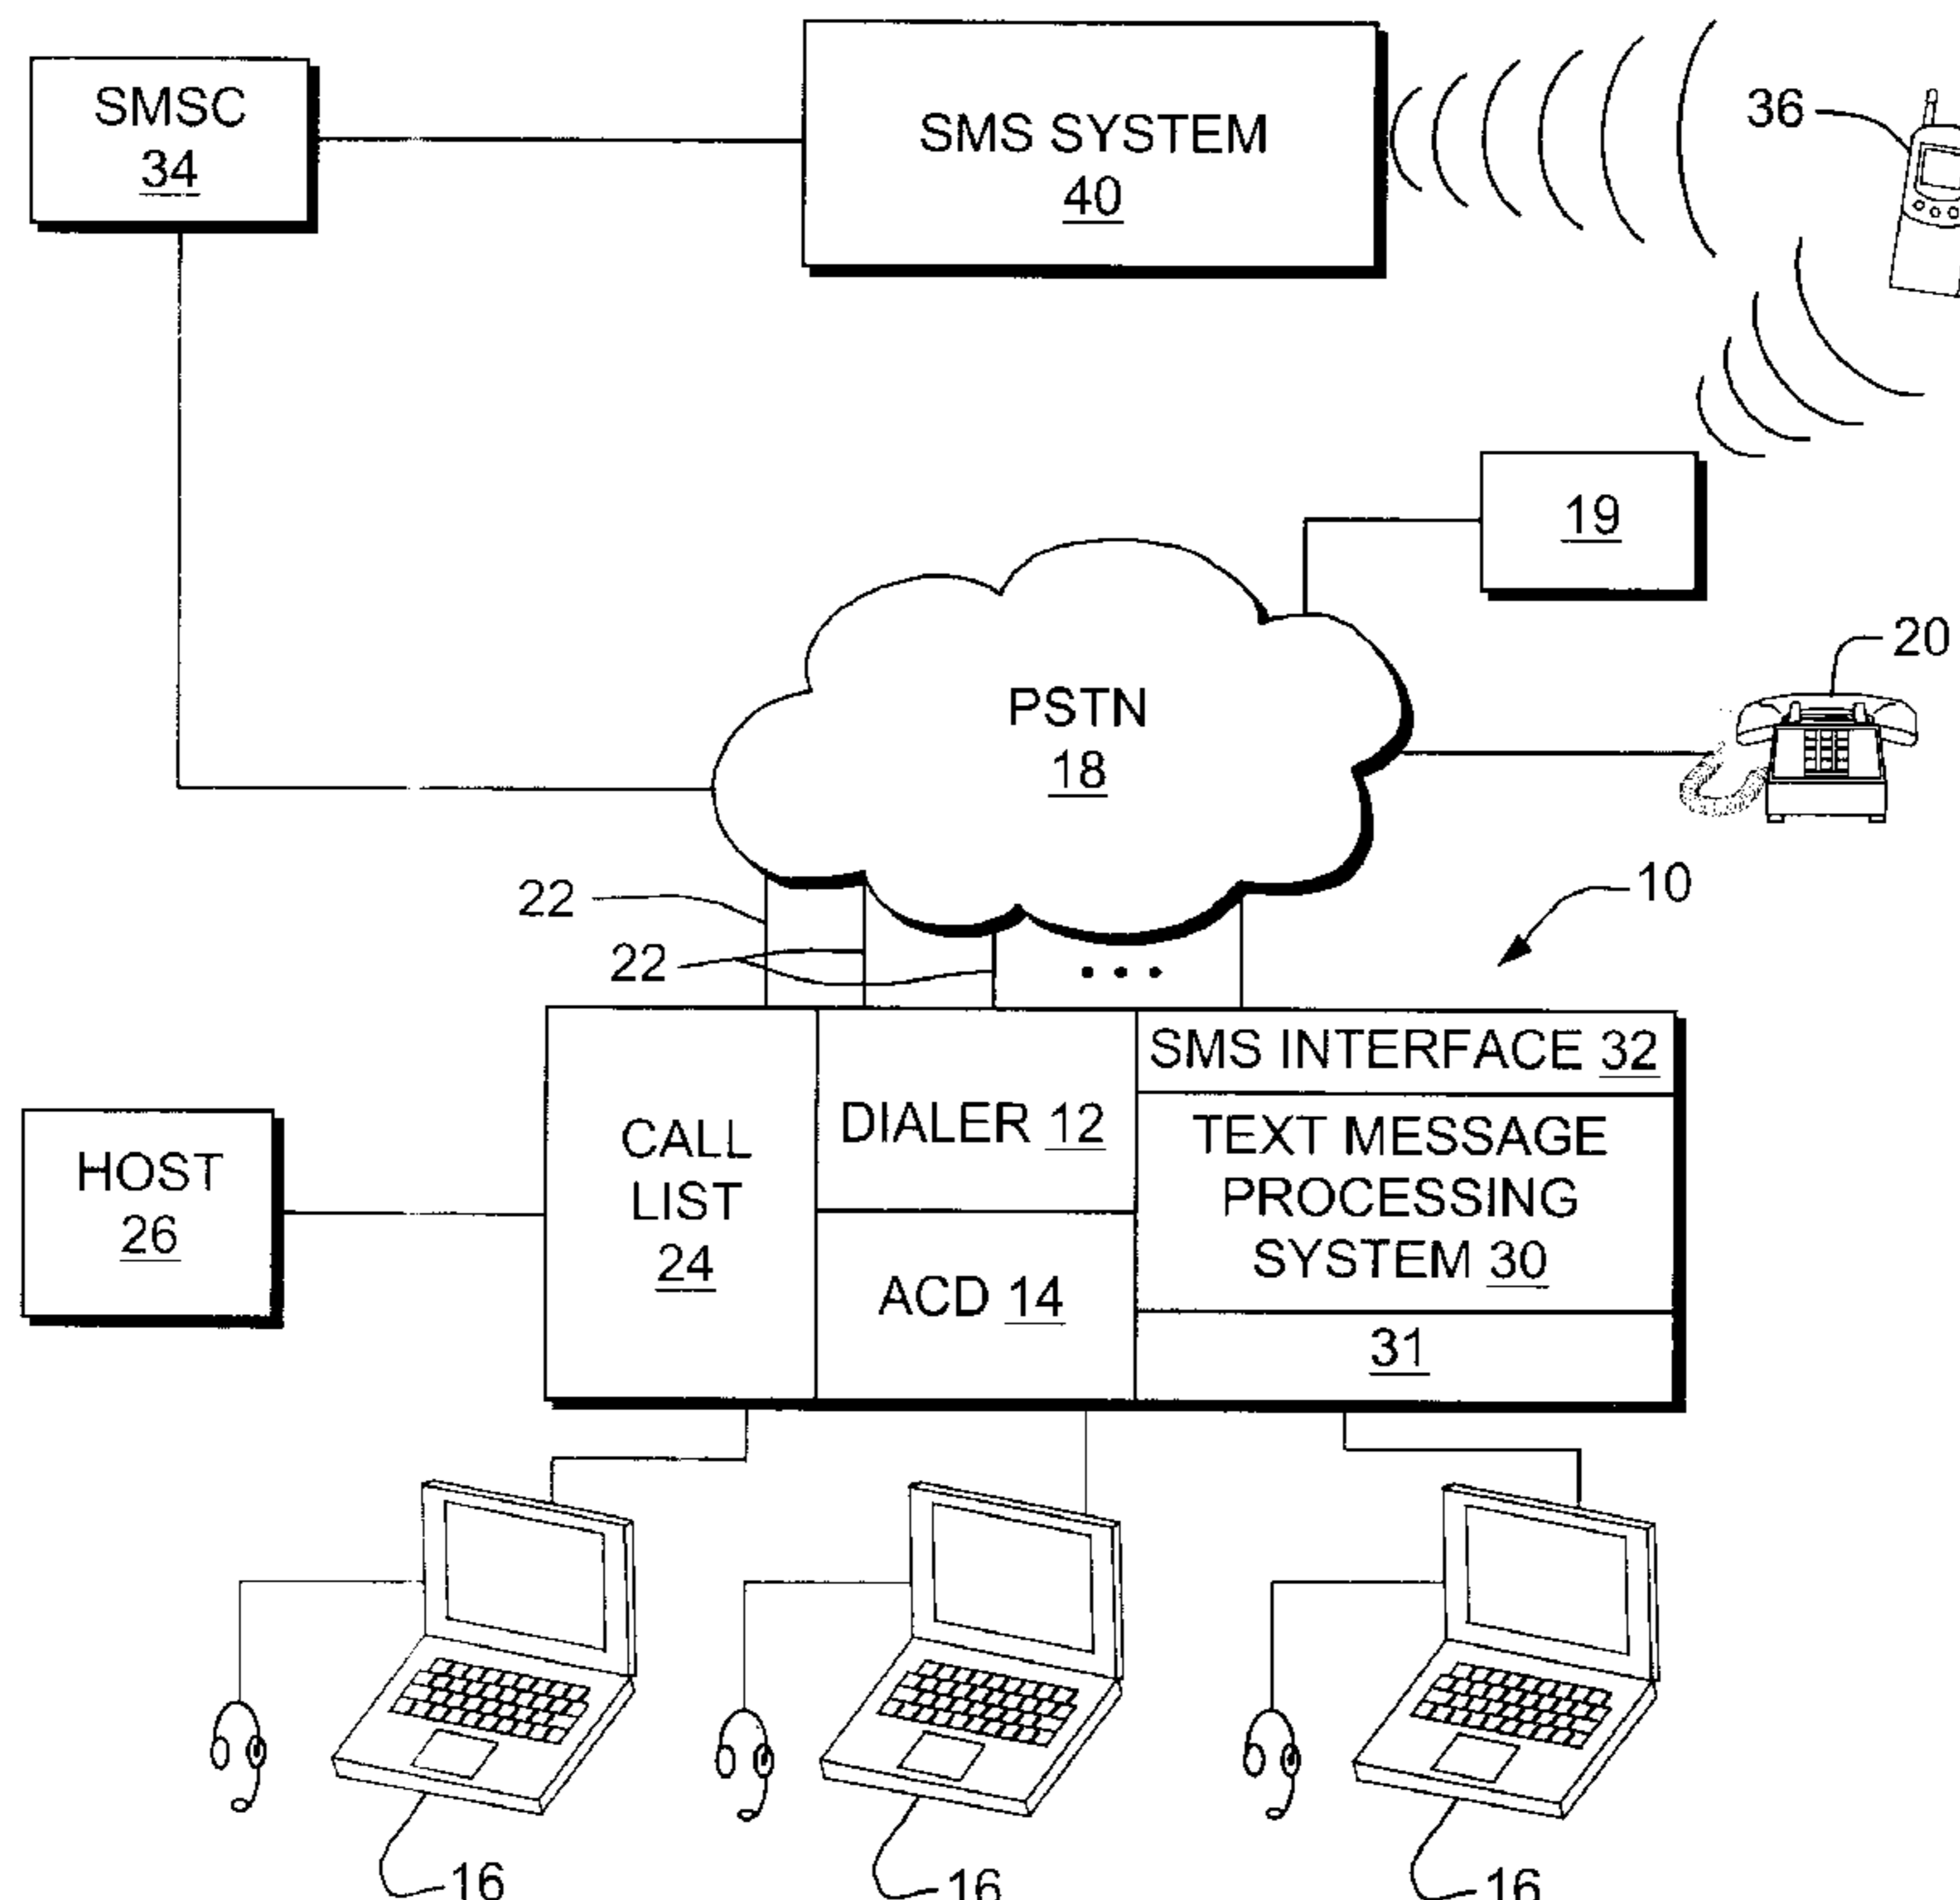 SMSC
34
SMS SYSTEM
40
36
19
20
PSTN
18
22
22
10
HOST
26
CALL
LIST
24
DIALER 12
ACD 14
SMS INTERFACE 32
TEXT MESSAGE
PROCESSING
SYSTEM 30
31
16
16
16